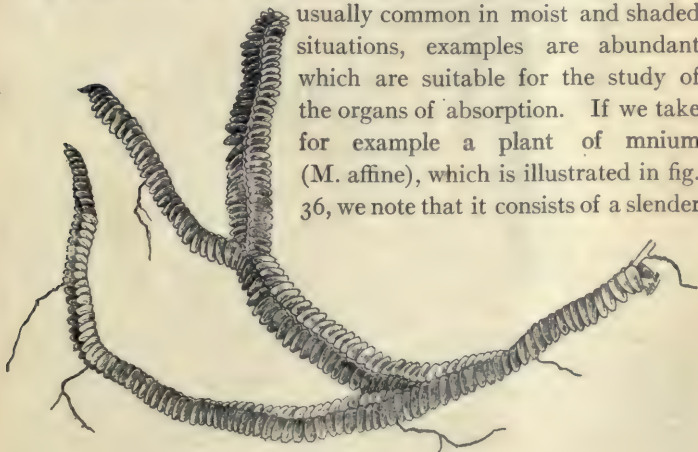 usually common in moist and shaded
situations, examples are abundant
which are suitable for the study of
the organs of absorption. If we take
for example a plant of mnium
(M. affine), which is illustrated in fig.
36, we note that it consists of a slender